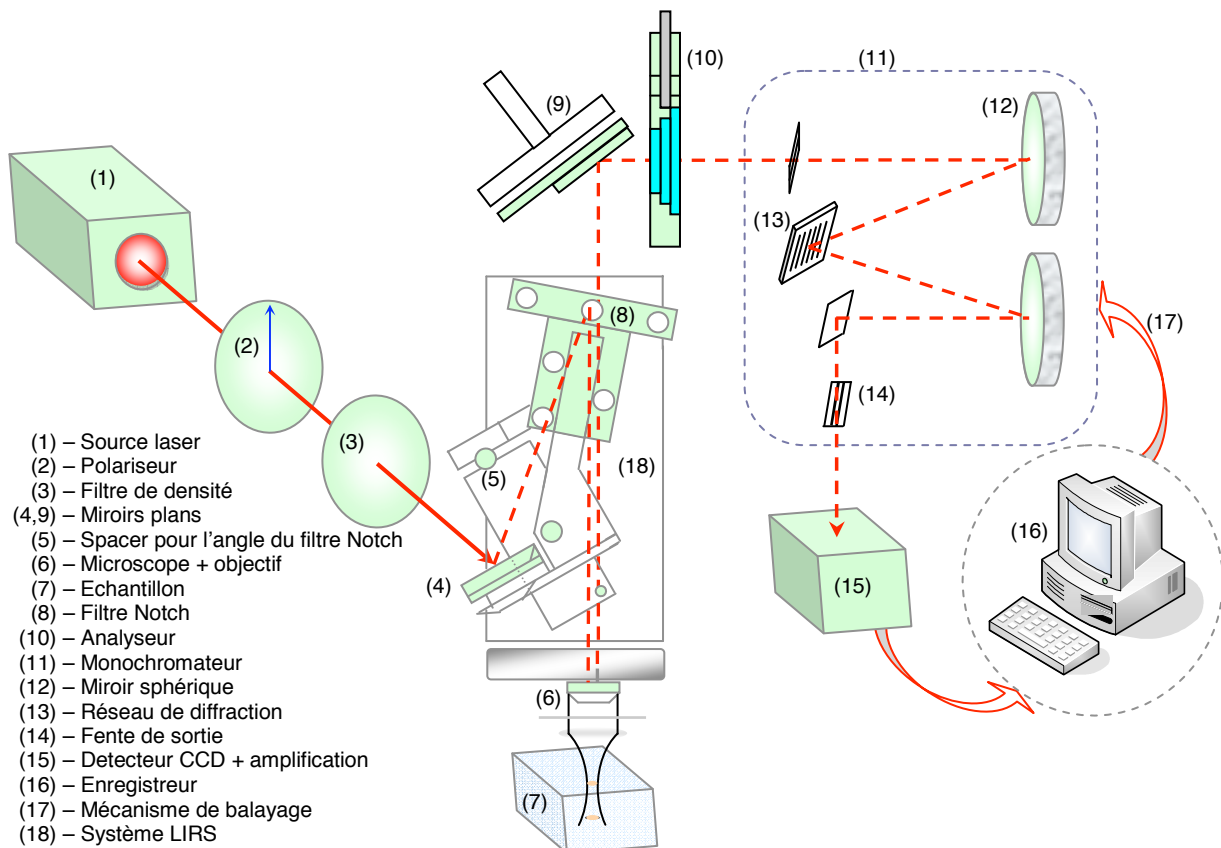 (1)
(2)
(3)
(4)
(5)
(6)
(7)
(8)
(9)
(10)
(11)
(12)
(13)
(14)
(15)
(16)
(17)
(18)
(1) – Source laser
(2) – Polariseur
(3) – Filtre de densité
(4,9) – Miroirs plans
(5) – Spacer pour l'angle du filtre Notch
(6) – Microscope + objectif
(7) – Echantillon
(8) – Filtre Notch
(10) – Analyseur
(11) – Monochromateur
(12) – Miroir sphérique
(13) – Réseau de diffraction
(14) – Fente de sortie
(15) – Detecteur CCD + amplification
(16) – Enregistreur
(17) – Mécanisme de balayage
(18) – Système LIRS